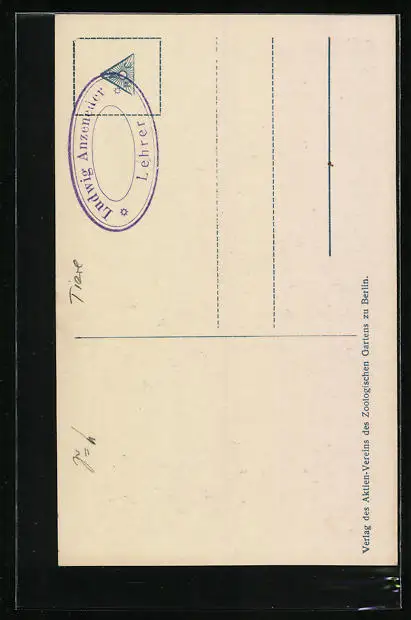 Ludwig Anzeneder
Lehrer
Tiere
Verlag des Aktien-Vereins des Zoologischen Gartens zu Berlin.